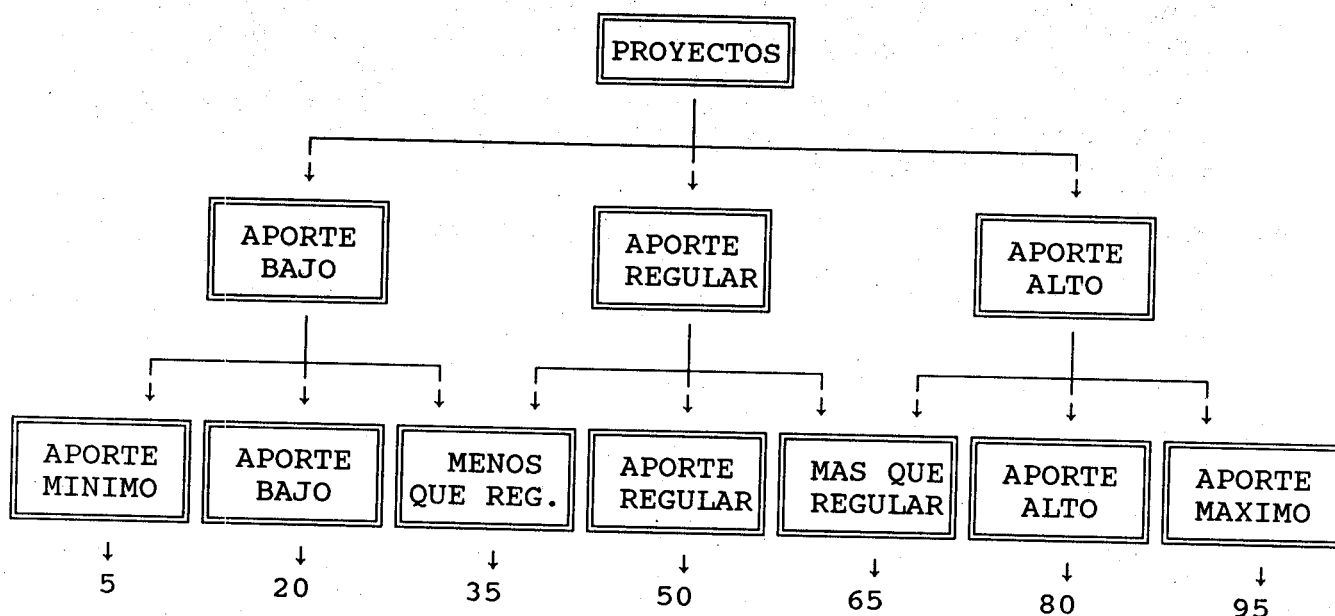 PROYECTOS
APORTE
BAJO
APORTE
REGULAR
APORTE
ALTO
APORTE
MINIMO
APORTE
BAJO
MENOS
QUE REG.
APORTE
REGULAR
MAS QUE
REGULAR
APORTE
ALTO
APORTE
MAXIMO
5
20
35
50
65
80
95